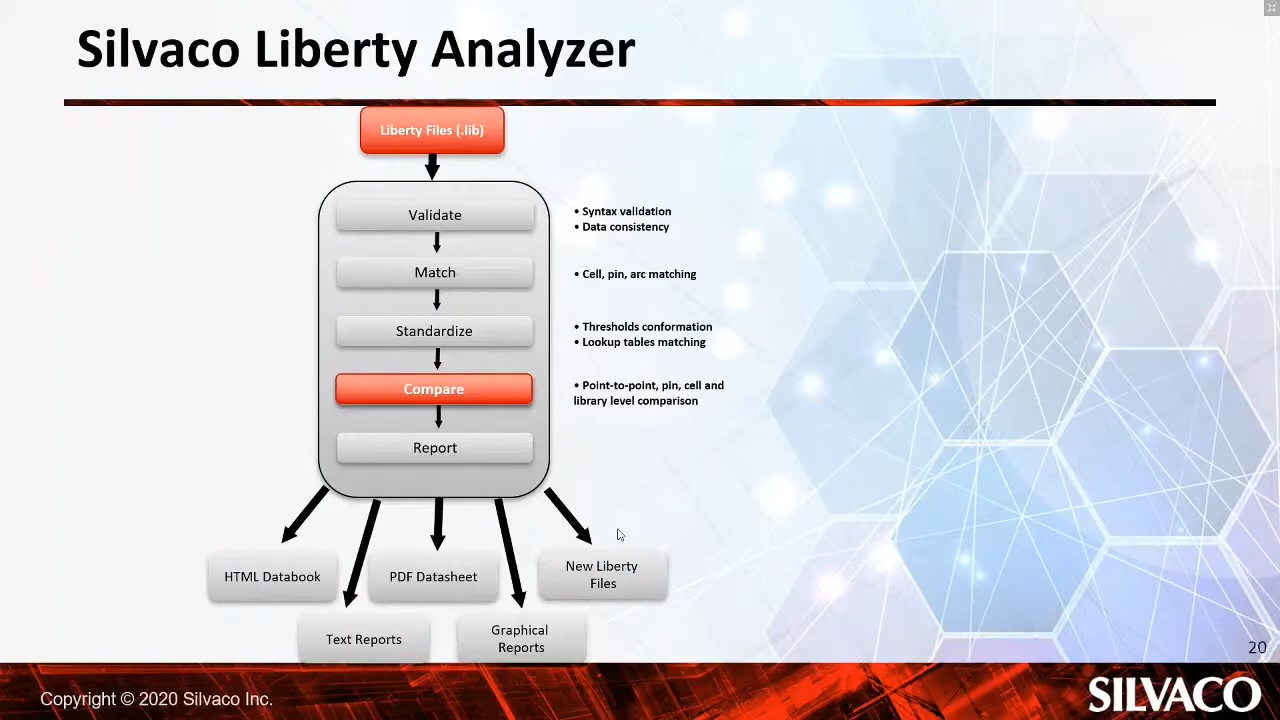 Silvaco Liberty Analyzer
Liberty Files (.lib)
Validate
• Syntax validation
• Data consistency
Match
• Cell, pin, arc matching
Standardize
• Thresholds conformation
• Lookup tables matching
Compare
• Point-to-point, pin, cell and
library level comparison
Report
HTML Databook
PDF Datasheet
New Liberty
Files
Text Reports
Graphical
Reports
20
Copyright © 2020 Silvaco Inc.
SILVACO